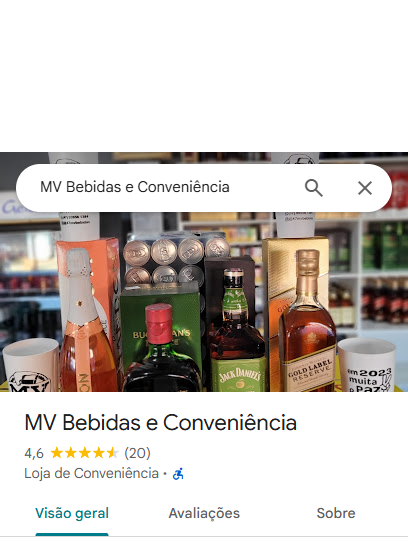 MV Bebidas e Conveniência
BUCHANAN'S
JACK DANIEL'S
GOLD LABEL
RESERVE
em 2023
muita
Paz
MV Bebidas e Conveniência
4,6 (20)
Loja de Conveniência ·
Visão geral Avaliações Sobre